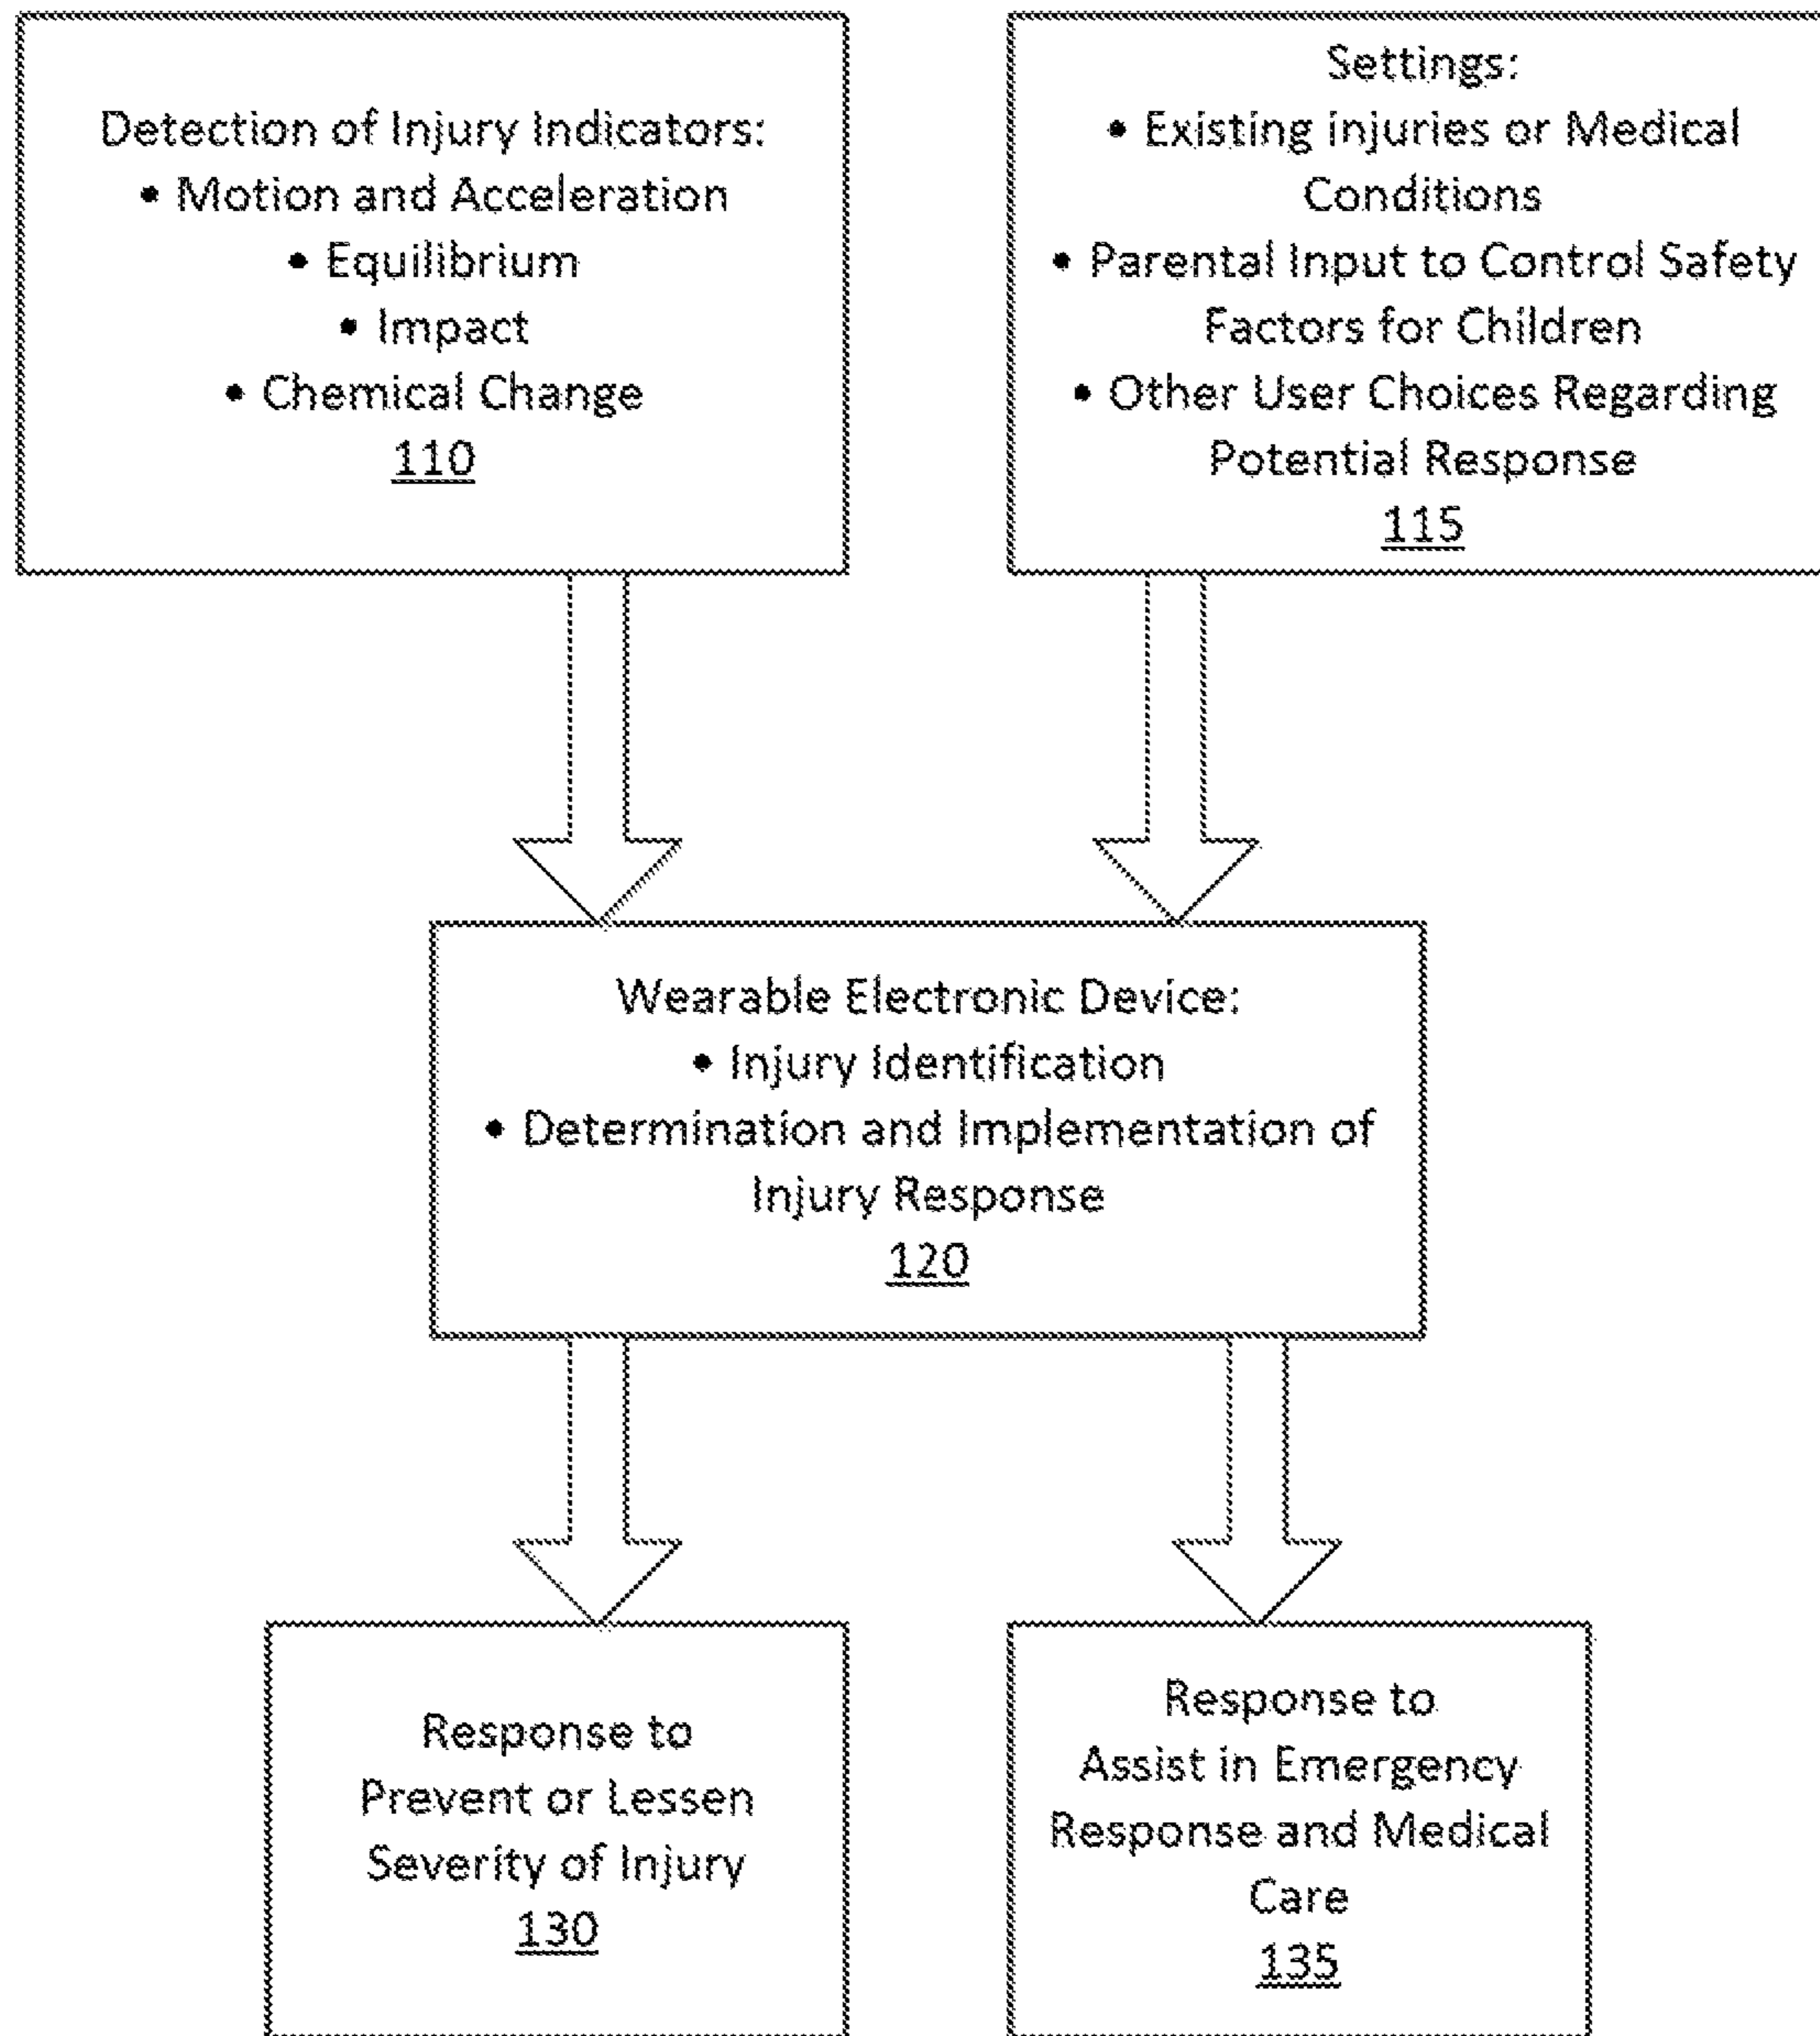 Detection of Injury Indicators:
• Motion and Acceleration
• Equilibrium
• Impact
• Chemical Change
110
Settings:
• Existing injuries or Medical
Conditions
• Parental Input to Control Safety
Factors for Children
• Other User Choices Regarding
Potential Response
115
Wearable Electronic Device:
• Injury Identification
• Determination and Implementation of
Injury Response
120
Response to
Prevent or Lessen
Severity of Injury
130
Response to
Assist in Emergency
Response and Medical
Care
135